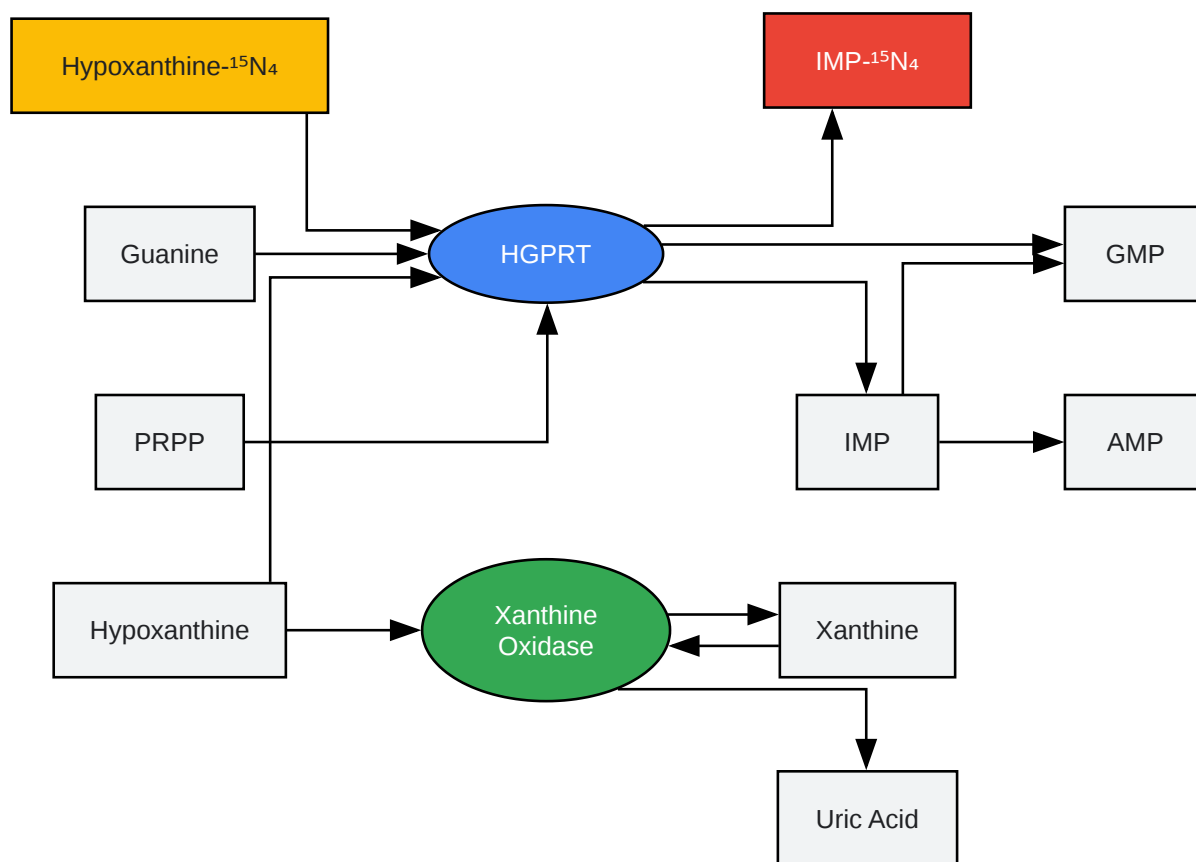 Hypoxanthine-¹⁵N₄
IMP-¹⁵N₄
Guanine
HGPRT
GMP
PRPP
IMP
AMP
Hypoxanthine
Xanthine
Oxidase
Xanthine
Uric Acid